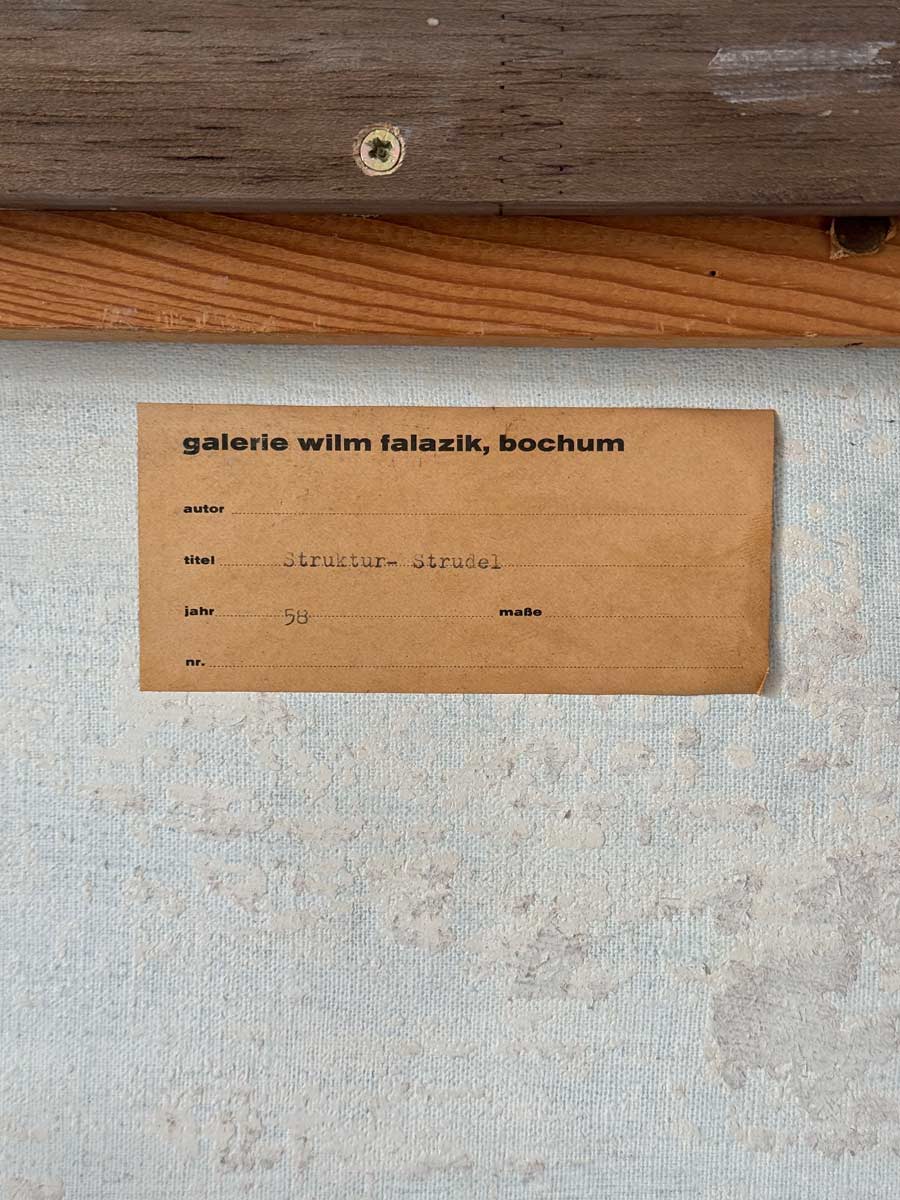 galerie wilm falazik, bochum
autor
titel Struktur- Strudel
jahr 58 maße
nr.